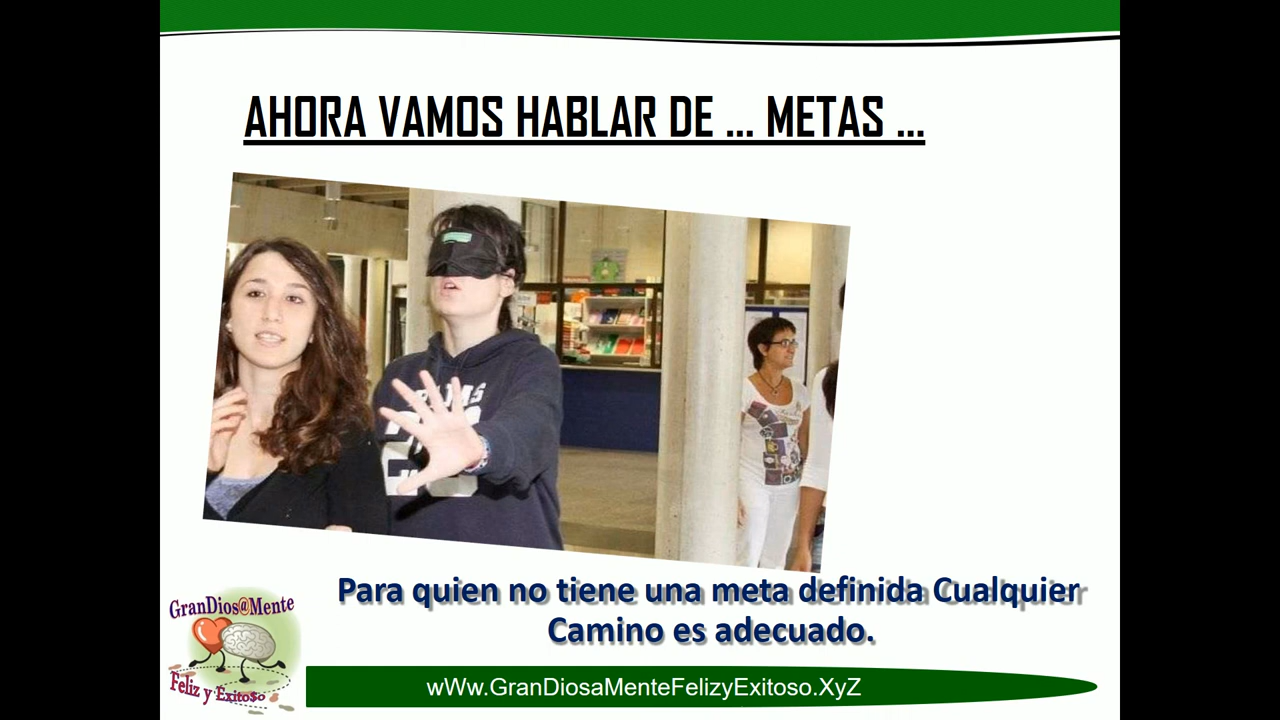 AHORA VAMOS HABLAR DE ... METAS ...
Para quien no tiene una meta definida Cualquier
Camino es adecuado.
GranDios@Mente
Feliz y Exito$o
wWw.GranDiosaMenteFelizyExitoso.XyZ